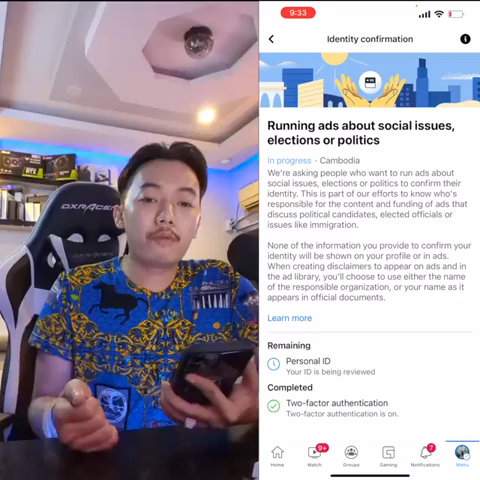 DXRACER
RTX
9:33
Identity confirmation
Running ads about social issues,
elections or politics
In progress · Cambodia
We're asking people who want to run ads about
social issues, elections or politics to confirm their
identity. This is part of our efforts to know who's
responsible for the content and funding of ads that
discuss political candidates, elected officials or
issues like immigration.
None of the information you provide to confirm your
identity will be shown on your profile or in ads.
When creating disclaimers to appear on ads and in
the ad library, you'll choose to use either the name
of the responsible organization, or your name as it
appears in official documents.
Learn more
Remaining
Personal ID
Your ID is being reviewed
Completed
Two-factor authentication
Two-factor authentication is on.
9+
7
Home
Watch
Groups
Gaming
Notifications
Menu